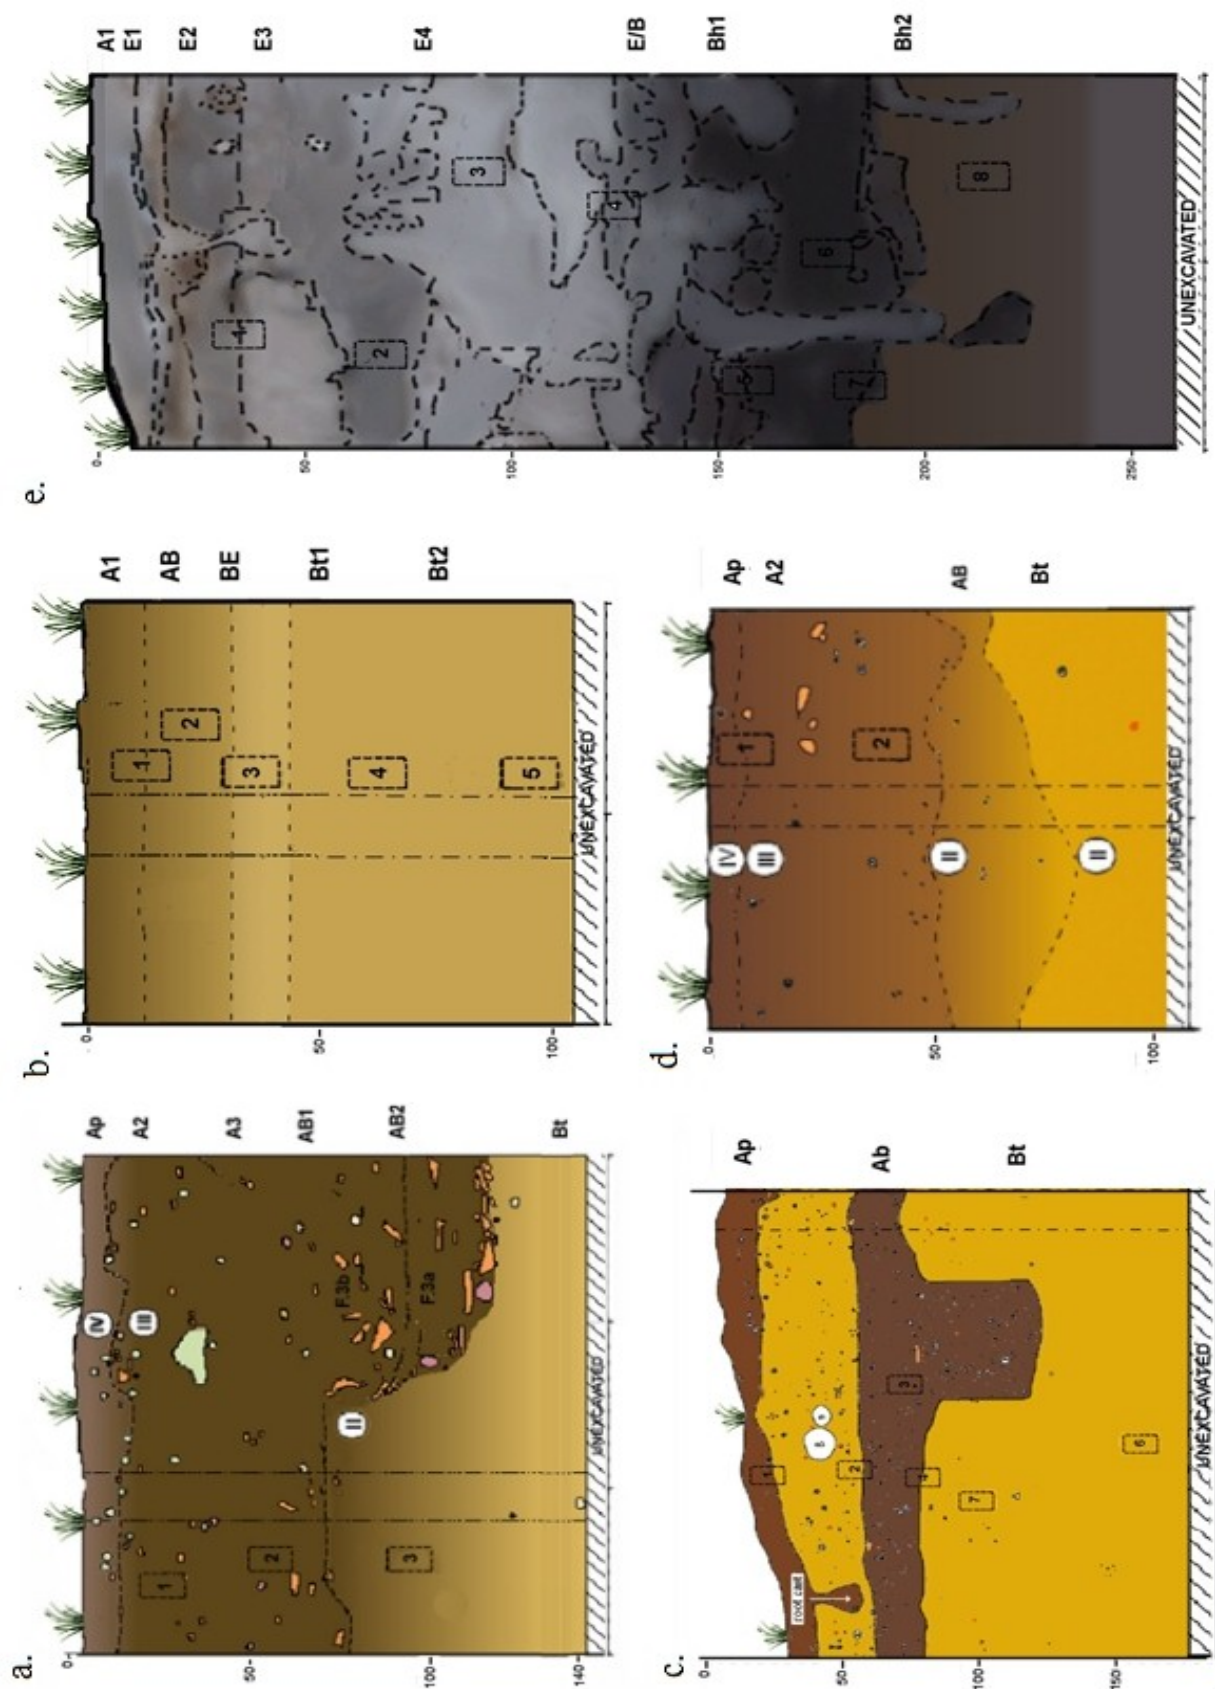 a.
Ap
A2
A3
AB1
AB2
Bt
0-
50-
100-
140-
IV
III
II
F.3b
F.3a
1
2
3
UNEXCAVATED
b.
A1
AB
BE
Bt1
Bt2
0-
50-
100-
1
2
3
4
5
UNEXCAVATED
c.
Ap
Ab
Bt
0-
50-
100-
150-
root cast
1
2
3
4
7
6
UNEXCAVATED
d.
Ap
A2
AB
Bt
0-
50-
100-
IV
III
II
II
1
2
UNEXCAVATED
e.
A1
E1
E2
E3
E4
E/B
Bh1
Bh2
0-
50-
100-
150-
200-
250-
1
2
3
4
5
6
7
8
UNEXCAVATED